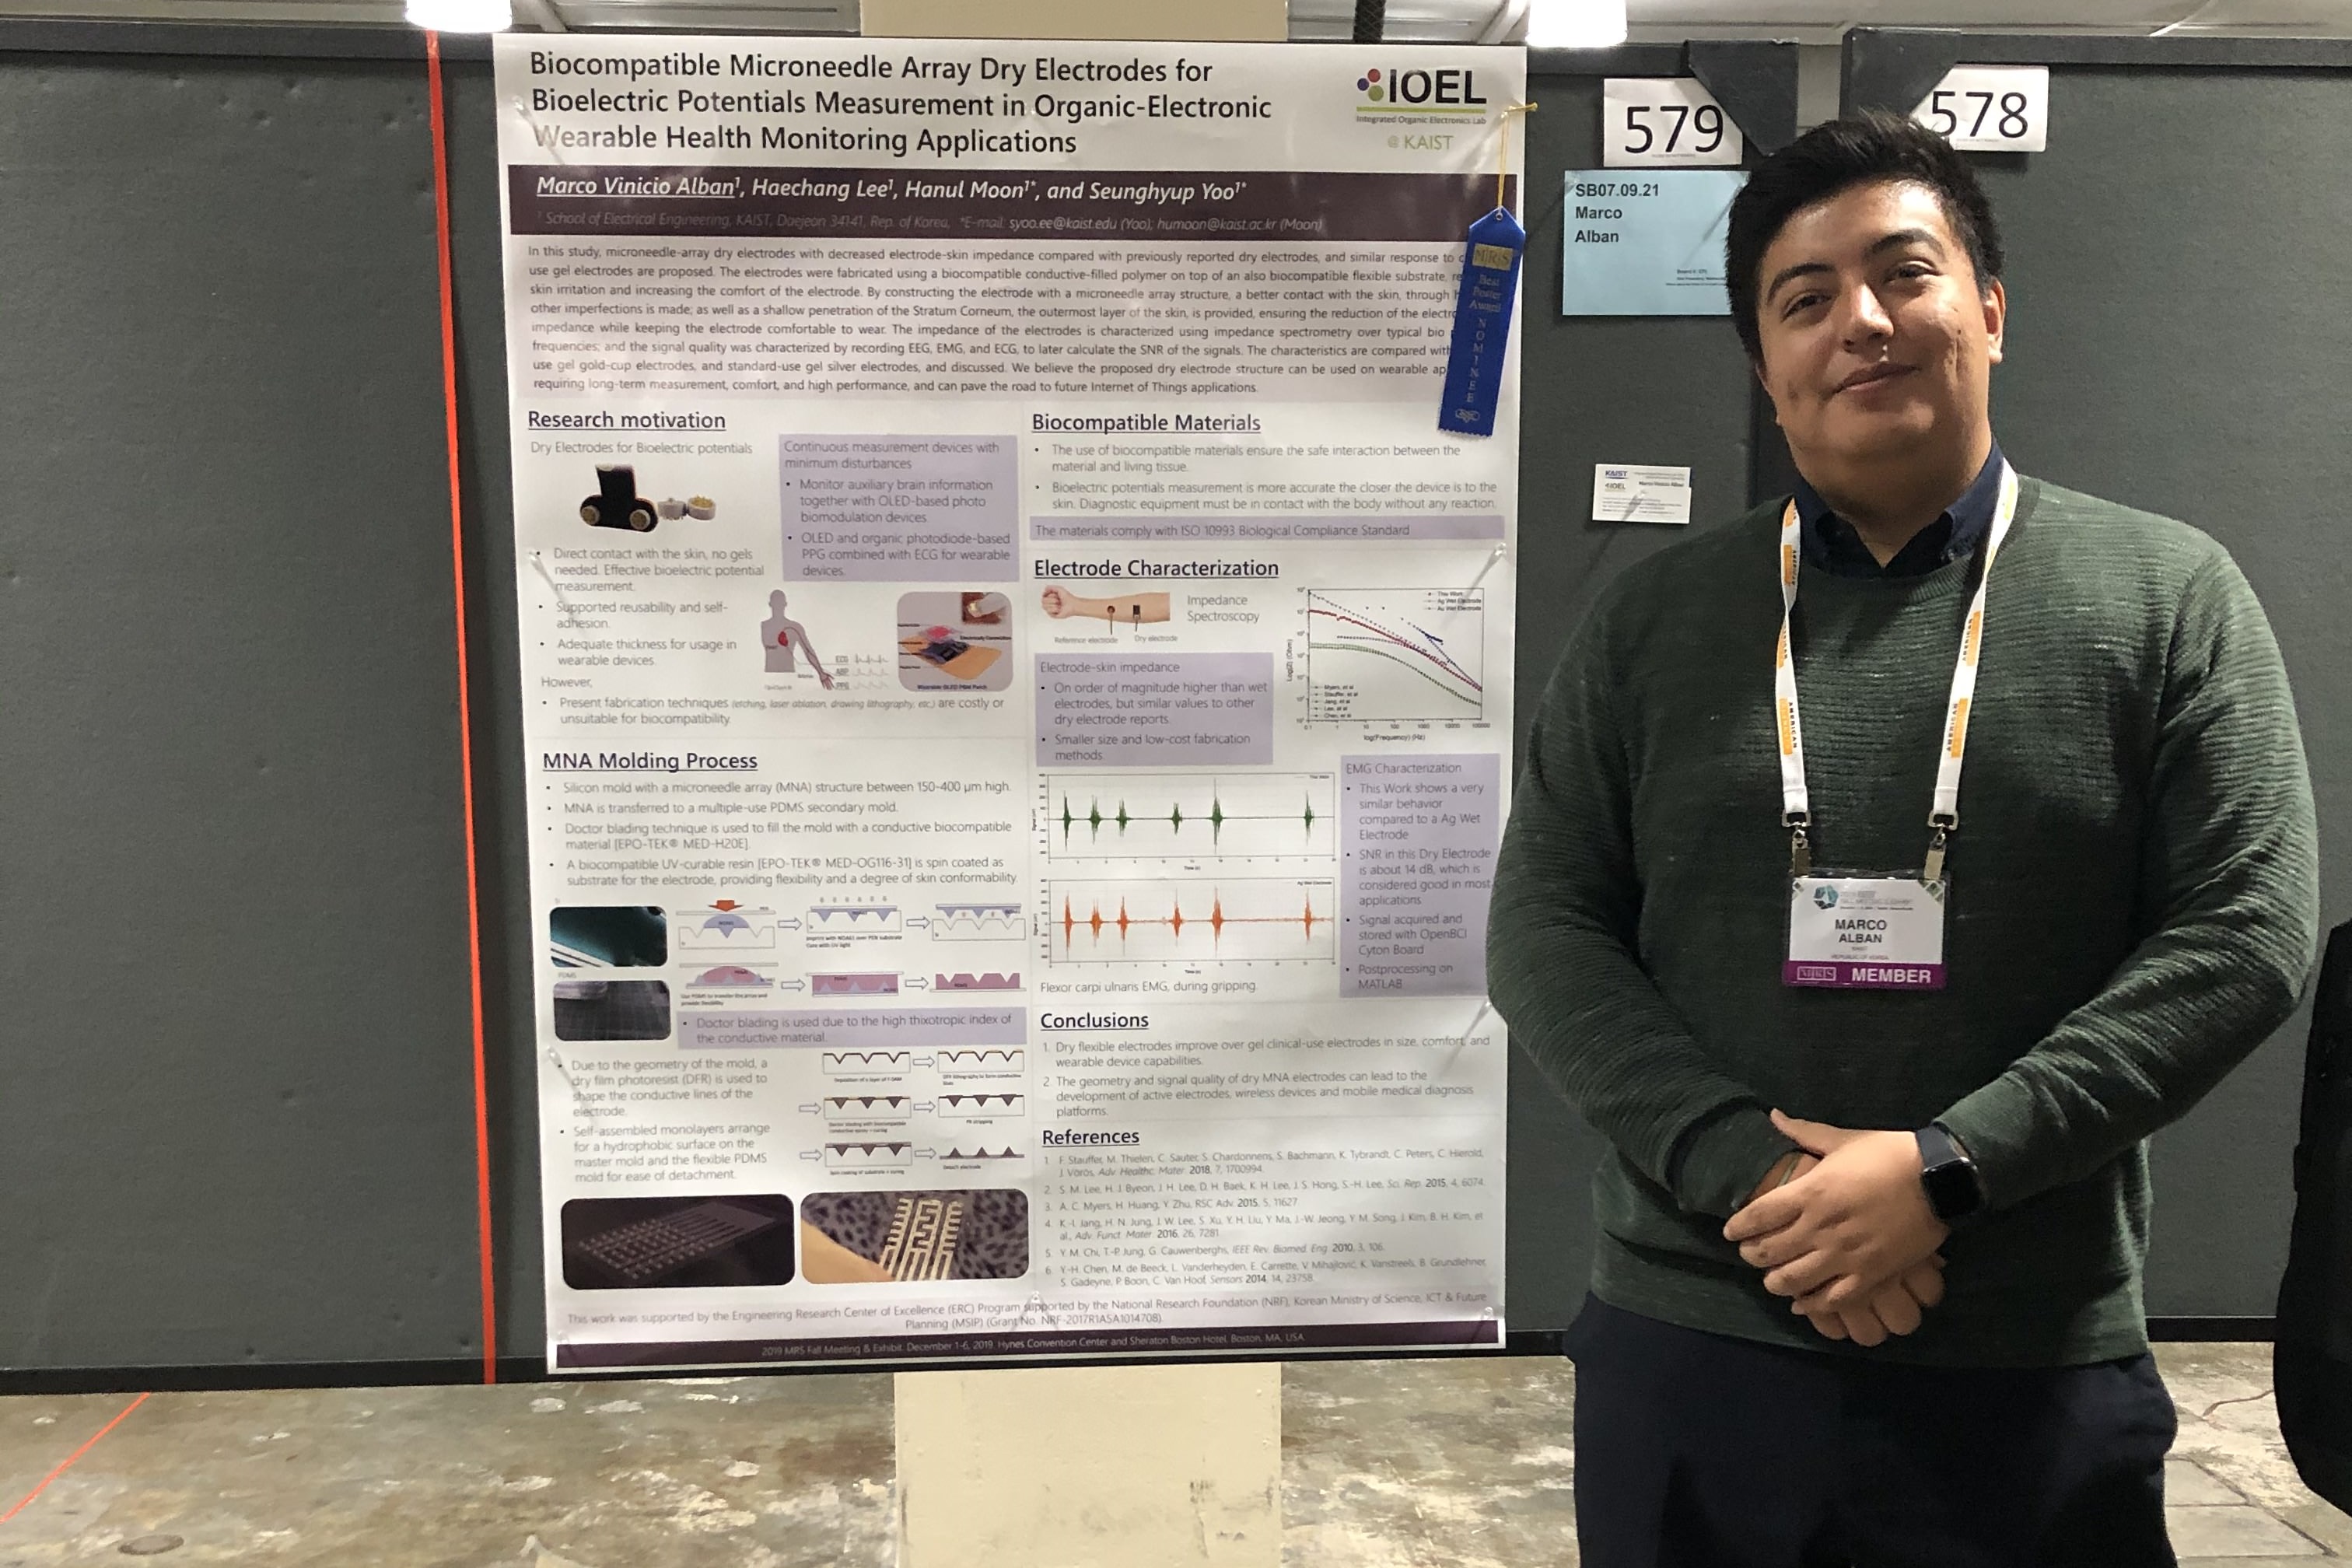 Biocompatible Microneedle Array Dry Electrodes for
Bioelectric Potentials Measurement in Organic-Electronic
Wearable Health Monitoring Applications
IOEL
Integrated Organic Electronics Lab
@ KAIST
Marco Vinicio Alban¹, Haechang Lee¹, Hanul Moon¹*, and Seunghyup Yoo¹*
¹ School of Electrical Engineering, KAIST, Daejeon 34141, Rep. of Korea, *E-mail: syoo.ee@kaist.edu (Yoo); humoon@kaist.ac.kr (Moon)
In this study, microneedle-array dry electrodes with decreased electrode-skin impedance compared with previously reported dry electrodes, and similar response to
use gel electrodes are proposed. The electrodes were fabricated using a biocompatible conductive-filled polymer on top of an also biocompatible flexible substrate,
skin irritation and increasing the comfort of the electrode. By constructing the electrode with a microneedle array structure, a better contact with the skin, through
other imperfections is made; as well as a shallow penetration of the Stratum Corneum, the outermost layer of the skin, is provided, ensuring the reduction of the
impedance while keeping the electrode comfortable to wear. The impedance of the electrodes is characterized using impedance spectrometry over typical bio
frequencies; and the signal quality was characterized by recording EEG, EMG, and ECG, to later calculate the SNR of the signals. The characteristics are compared with
use gel gold-cup electrodes, and standard-use gel silver electrodes, and discussed. We believe the proposed dry electrode structure can be used on wearable
requiring long-term measurement, comfort, and high performance, and can pave the road to future Internet of Things applications.
MRS
Best
Poster
Award
NOMINEE
Research motivation
Dry Electrodes for Bioelectric potentials
• Direct contact with the skin, no gels
needed. Effective bioelectric potential
measurement.
• Supported reusability and self-
adhesion.
• Adequate thickness for usage in
wearable devices.
However,
• Present fabrication techniques (etching, laser ablation, drawing lithography, etc.) are costly or
unsuitable for biocompatibility.
Continuous measurement devices with
minimum disturbances
• Monitor auxiliary brain information
together with OLED-based photo
biomodulation devices
• OLED and organic photodiode-based
PPG combined with ECG for wearable
devices.
ECG
ABP
PPG
MNA Molding Process
• Silicon mold with a microneedle array (MNA) structure between 150-400 μm high.
• MNA is transferred to a multiple-use PDMS secondary mold.
• Doctor blading technique is used to fill the mold with a conductive biocompatible
material [EPO-TEK® MED-H20E].
• A biocompatible UV-curable resin [EPO-TEK® MED-OG116-31] is spin coated as
substrate for the electrode, providing flexibility and a degree of skin conformability.
PDMS
• Doctor blading is used due to the high thixotropic index of
the conductive material.
• Due to the geometry of the mold, a
dry film photoresist (DFR) is used to
shape the conductive lines of the
electrode.
• Self-assembled monolayers arrange
for a hydrophobic surface on the
master mold and the flexible PDMS
mold for ease of detachment.
PR stripping
Detach electrode
Biocompatible Materials
• The use of biocompatible materials ensure the safe interaction between the
material and living tissue.
• Bioelectric potentials measurement is more accurate the closer the device is to the
skin. Diagnostic equipment must be in contact with the body without any reaction.
The materials comply with ISO 10993 Biological Compliance Standard
Electrode Characterization
Impedance
Spectroscopy
Reference electrode
Dry electrode
This Work
Ag Wet Electrode
Au Wet Electrode
log(Frequency) (Hz)
Electrode-skin impedance
• On order of magnitude higher than wet
electrodes, but similar values to other
dry electrode reports.
• Smaller size and low-cost fabrication
methods
EMG Characterization
• This Work shows a very
similar behavior
compared to a Ag Wet
Electrode
• SNR in this Dry Electrode
is about 14 dB, which is
considered good in most
applications
• Signal acquired and
stored with OpenBCI
Cyton Board
• Postprocessing on
MATLAB
Flexor carpi ulnaris EMG, during gripping.
Conclusions
1. Dry flexible electrodes improve over gel clinical-use electrodes in size, comfort, and
wearable device capabilities.
2. The geometry and signal quality of dry MNA electrodes can lead to the
development of active electrodes, wireless devices and mobile medical diagnosis
platforms.
References
1. F. Stauffer, M. Thielen, C. Sauter, S. Chardonnens, S. Bachmann, K. Tybrandt, C. Peters, C. Hierold,
J. Voros, Adv. Healthc. Mater. 2018, 7, 1700994.
2. S. M. Lee, H. J. Byeon, J. H. Lee, D. H. Baek, K. H. Lee, J. S. Hong, S.-H. Lee, Sci. Rep. 2015, 4, 6074.
3. A. C. Myers, H. Huang, Y. Zhu, RSC Adv. 2015, 5, 11627
4. K.-I. Jang, H. N. Jung, J. W. Lee, S. Xu, Y. H. Liu, Y. Ma, J.-W. Jeong, Y. M. Song, J. Kim, B. H. Kim, et
al., Adv. Funct. Mater. 2016, 26, 7281
5. Y. M. Chi, T.-P. Jung, G. Cauwenberghs, IEEE Rev. Biomed. Eng. 2010, 3, 106.
6. Y.-H. Chen, M. de Beeck, L. Vanderheyden, E. Carrette, V. Mihajlović, K. Vanstreels, B. Grundlehner,
S. Gadeyne, P. Boon, C. Van Hoof, Sensors 2014, 14, 23758.
This work was supported by the Engineering Research Center of Excellence (ERC) Program supported by the National Research Foundation (NRF), Korean Ministry of Science, ICT & Future
Planning (MSIP) (Grant No. NRF-2017R1A5A1014708).
2019 MRS Fall Meeting & Exhibit. December 1-6, 2019. Hynes Convention Center and Sheraton Boston Hotel, Boston, MA, USA
579
578
SB07.09.21
Marco
Alban
KAIST
IOEL
AMERICAN
MARCO
ALBAN
KAIST
REPUBLIC OF KOREA
MRS MEMBER